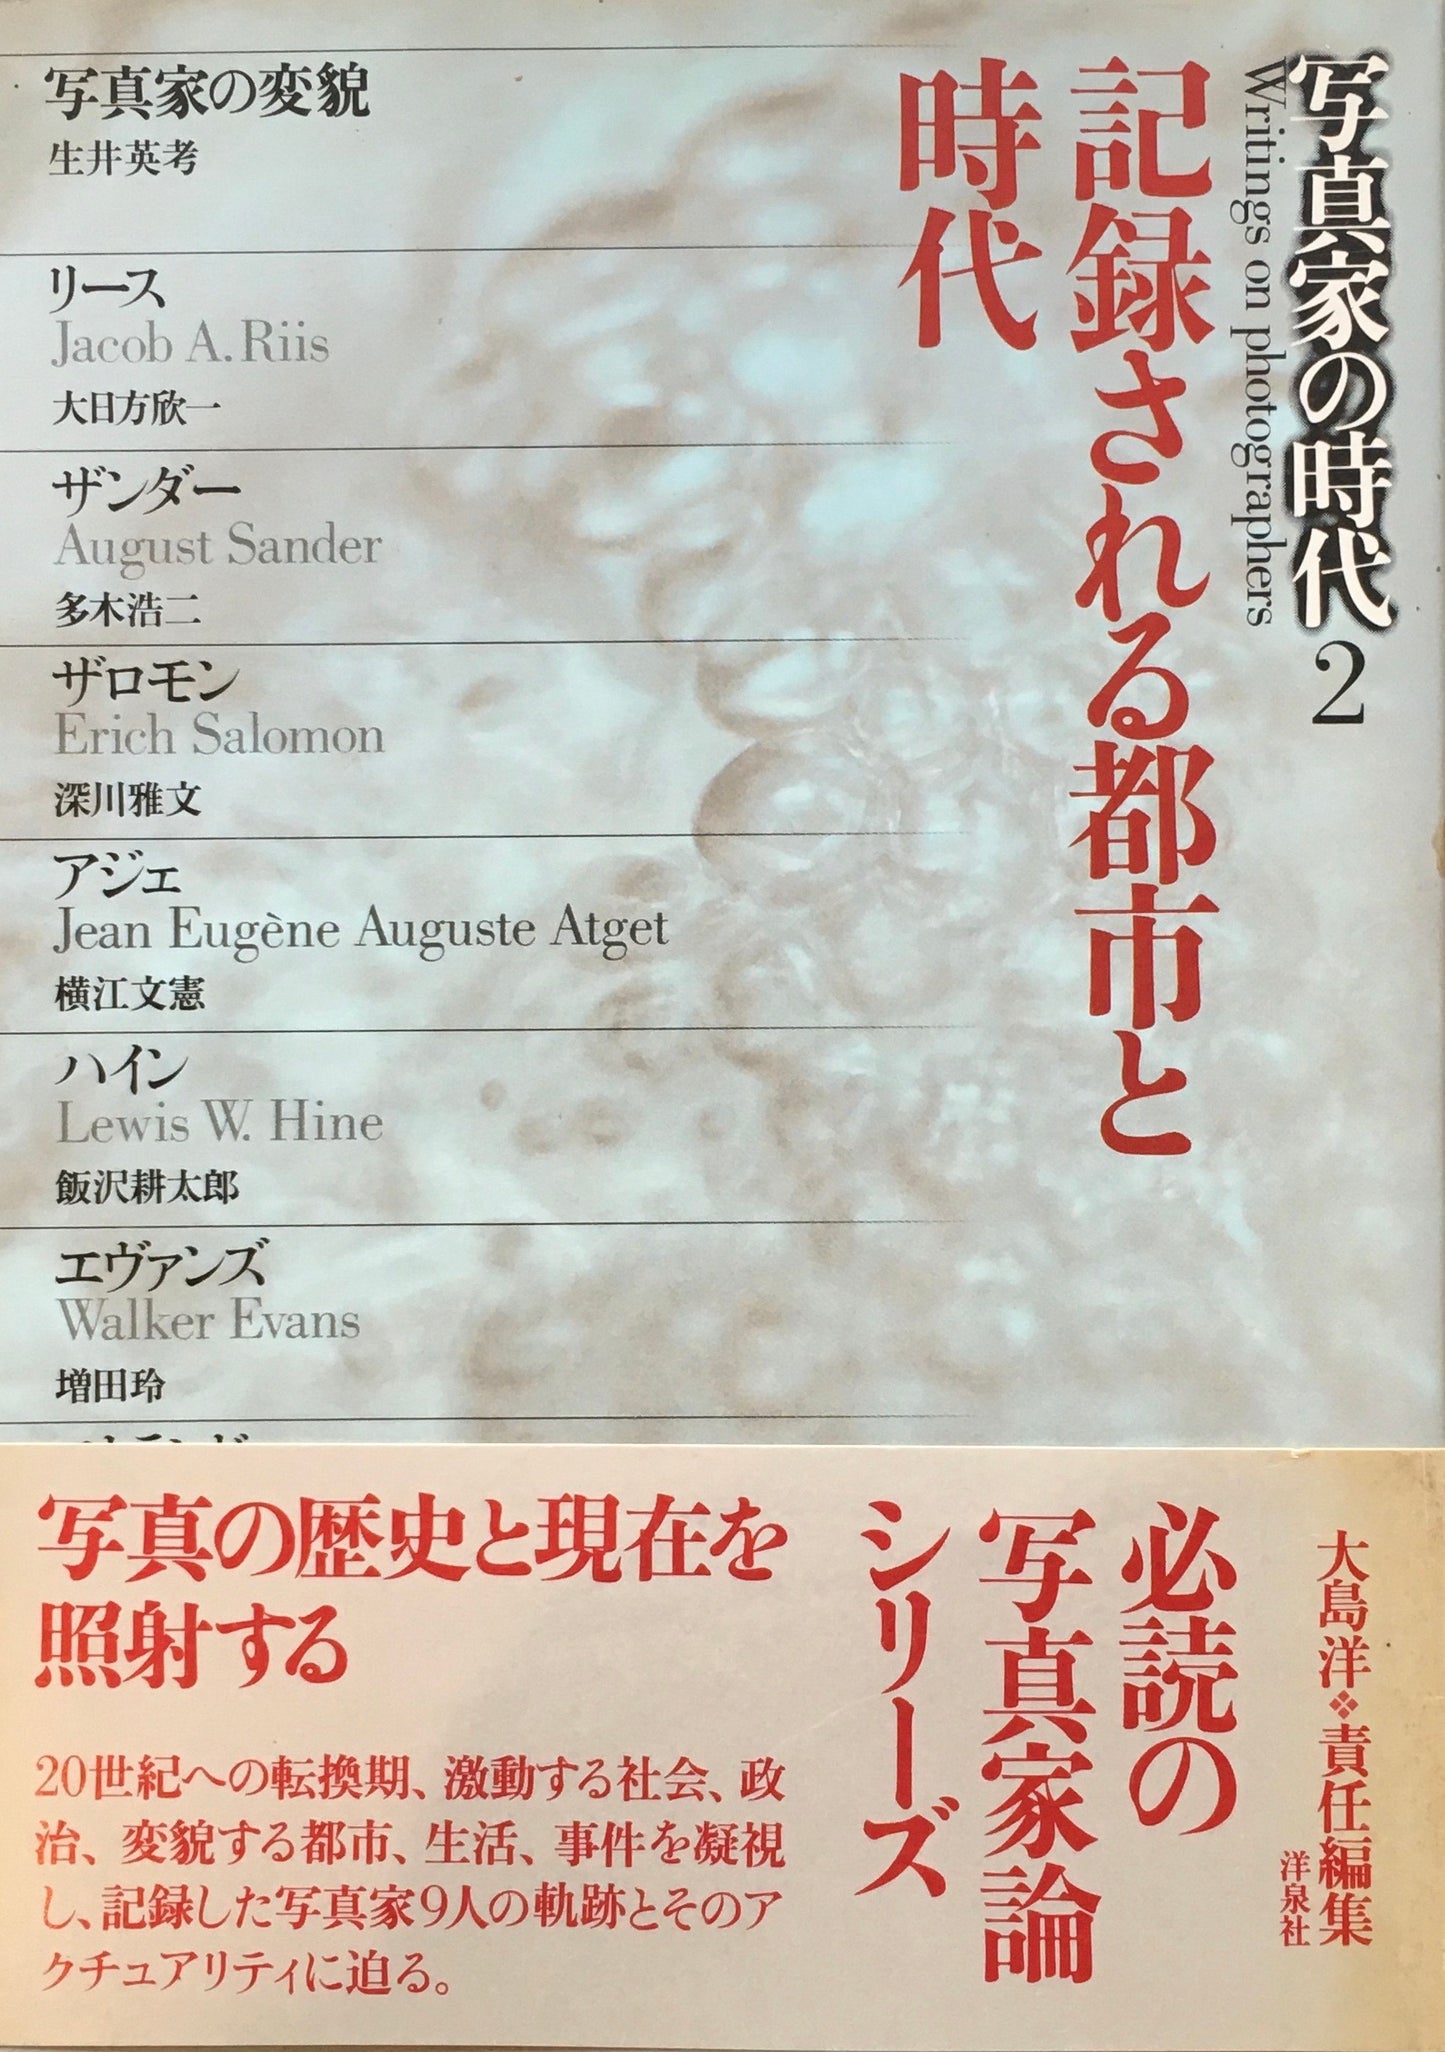 写真家の時代2
Writings on photographers
記録される都市と
時代
写真家の変貌
生井英考
リース
Jacob A. Riis
大日方欣一
ザンダー
August Sander
多木浩二
ザロモン
Erich Salomon
深川雅文
アジェ
Jean Eugène Auguste Atget
横江文憲
ハイン
Lewis W. Hine
飯沢耕太郎
エヴァンズ
Walker Evans
増田玲
大島洋❖責任編集
洋泉社
必読の
写真家論
シリーズ
写真の歴史と現在を
照射する
20世紀への転換期、激動する社会、政
治、変貌する都市、生活、事件を凝視
し、記録した写真家9人の軌跡とそのア
クチュアリティに迫る。